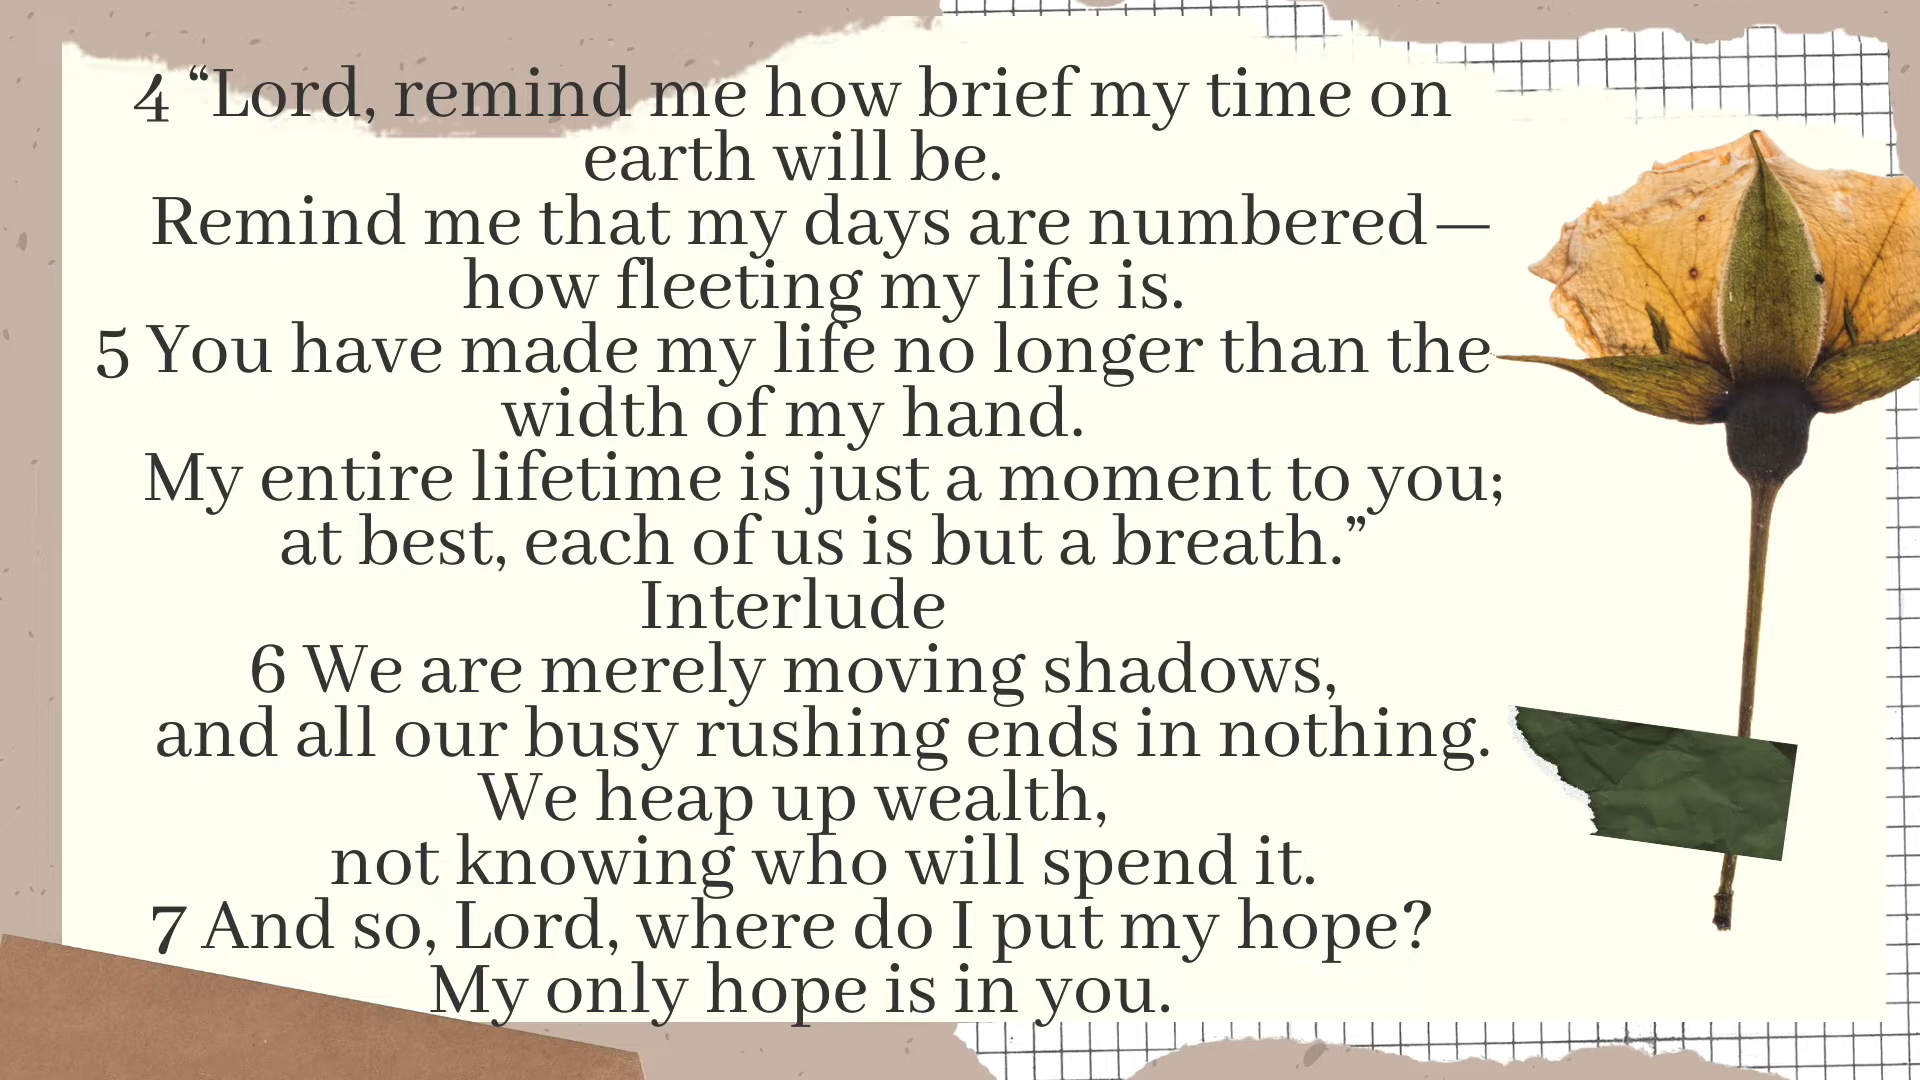 4 “Lord, remind me how brief my time on
earth will be.
Remind me that my days are numbered—
how fleeting my life is.
5 You have made my life no longer than the
width of my hand.
My entire lifetime is just a moment to you;
at best, each of us is but a breath.”
Interlude
6 We are merely moving shadows,
and all our busy rushing ends in nothing.
We heap up wealth,
not knowing who will spend it.
7 And so, Lord, where do I put my hope?
My only hope is in you.